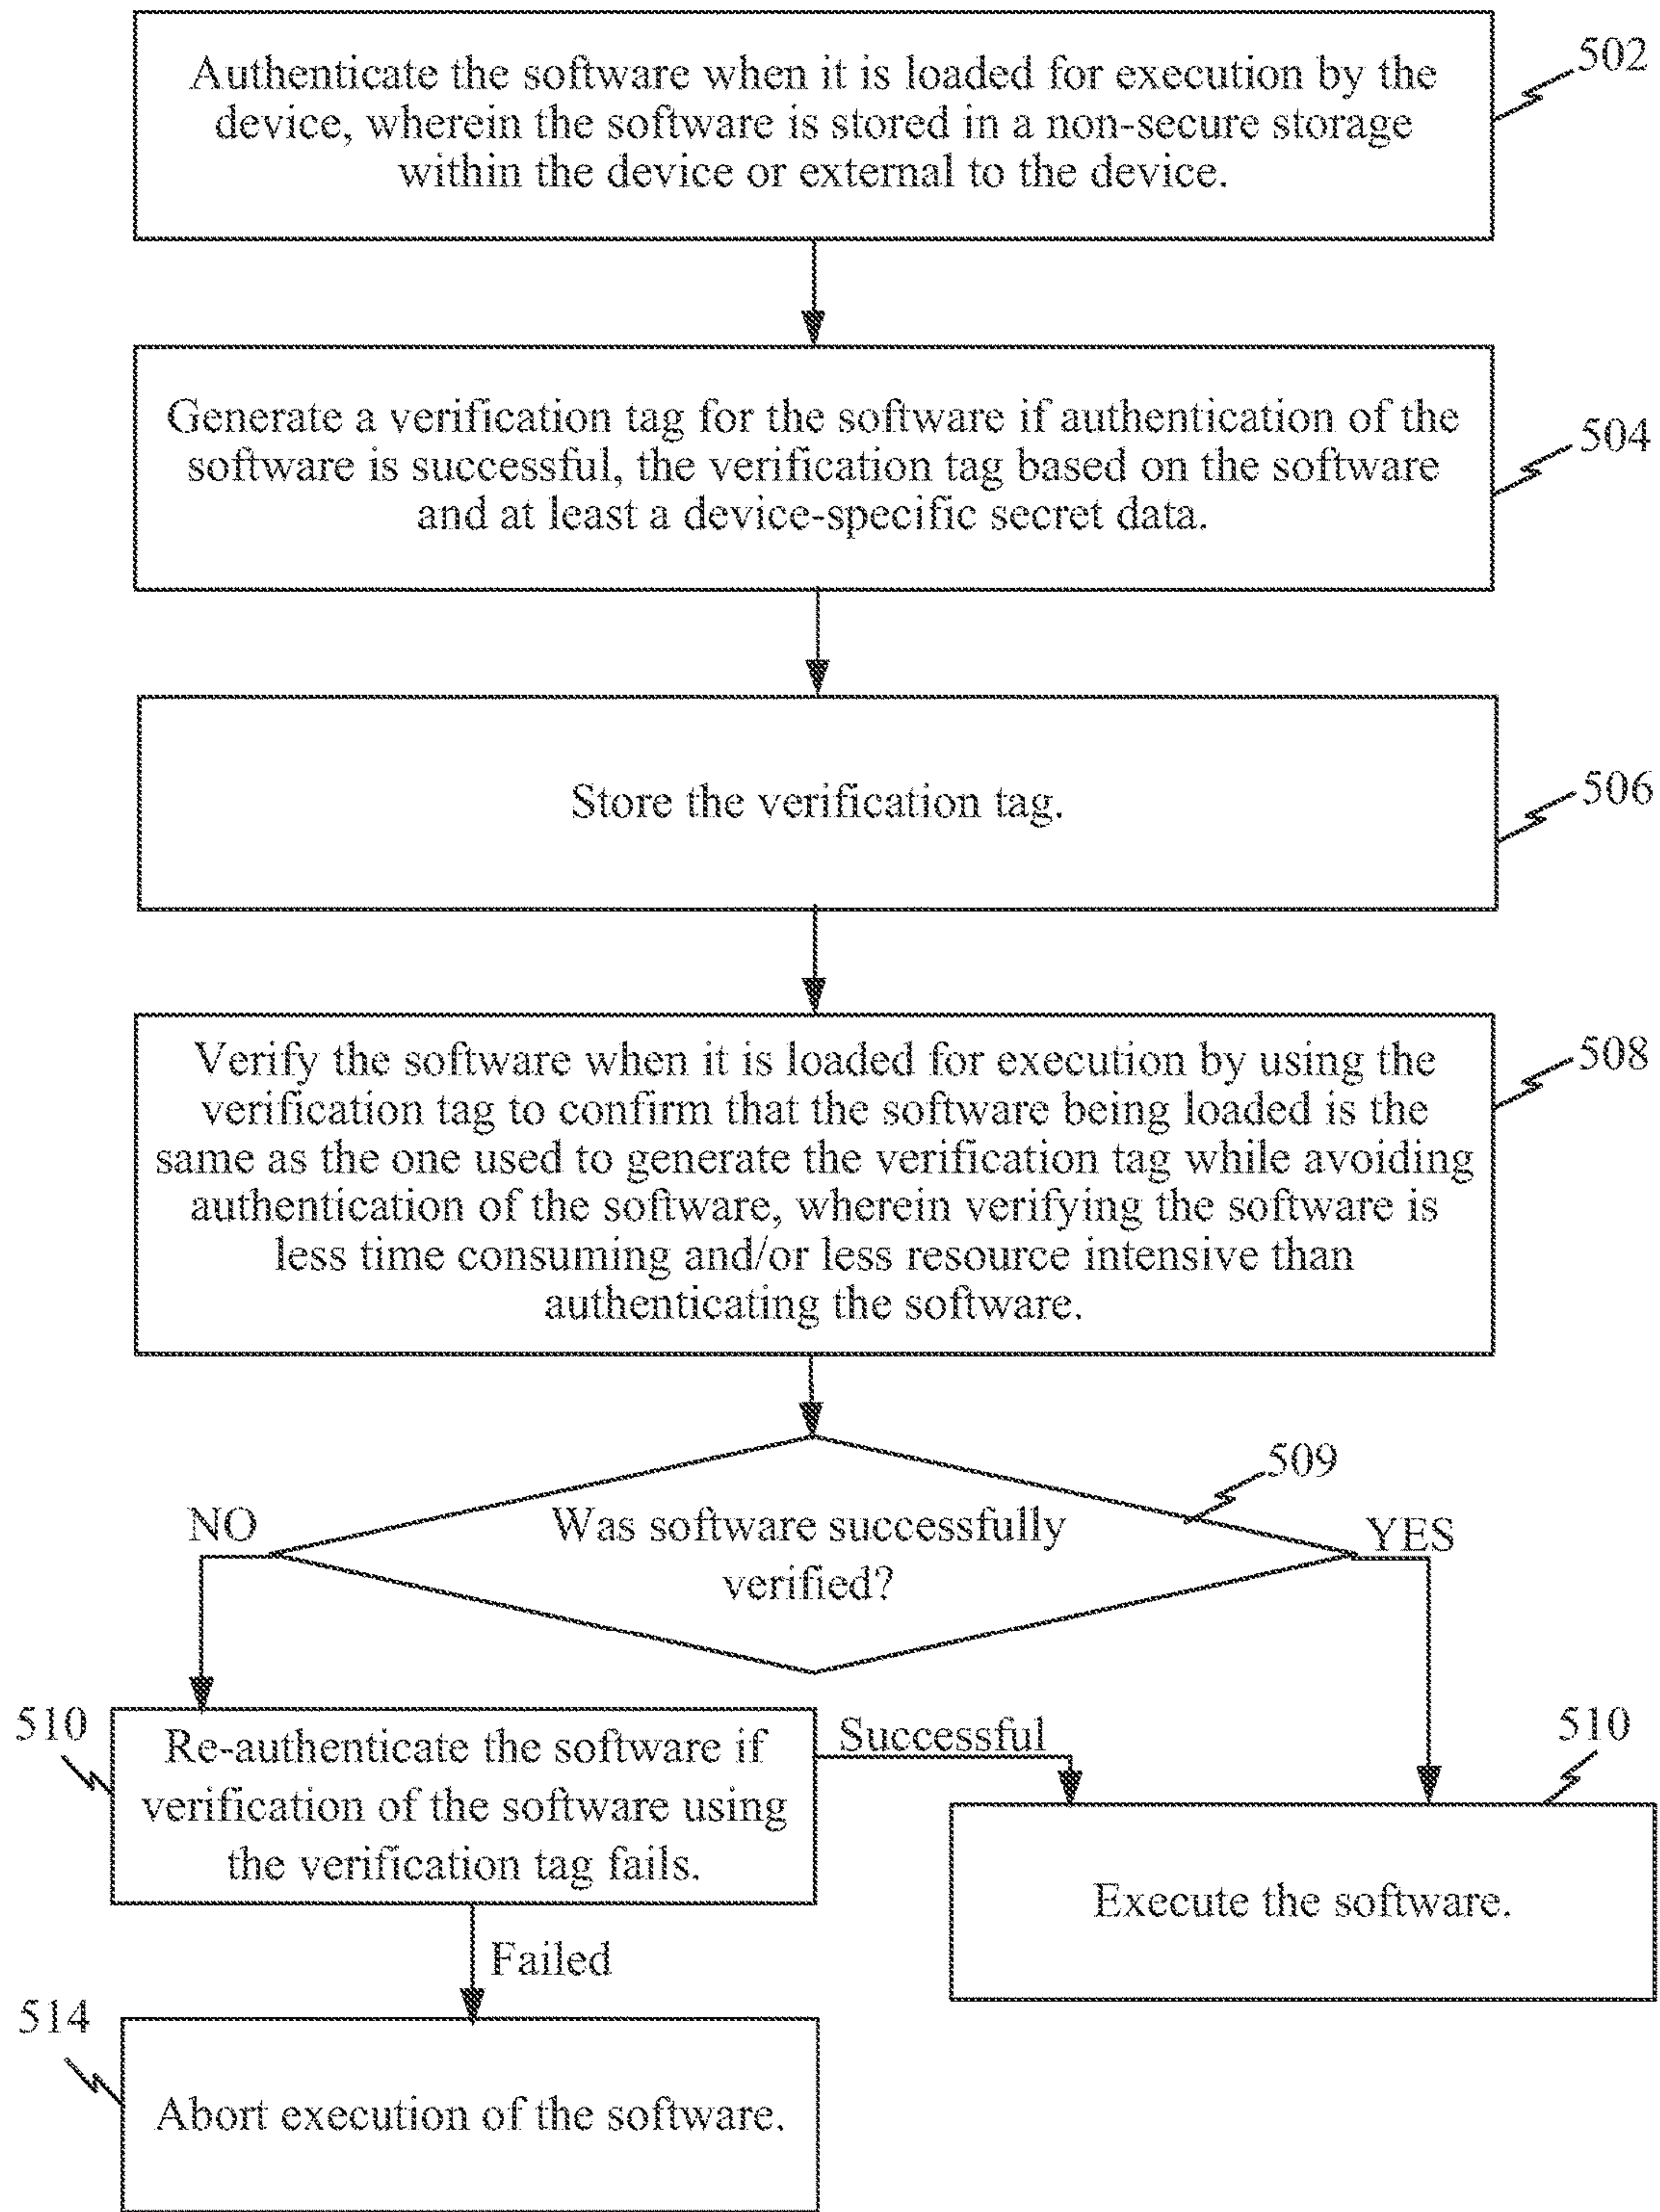 Authenticate the software when it is loaded for execution by the
device, wherein the software is stored in a non-secure storage
within the device or external to the device.
502
Generate a verification tag for the software if authentication of the
software is successful, the verification tag based on the software
and at least a device-specific secret data.
504
Store the verification tag.
506
Verify the software when it is loaded for execution by using the
verification tag to confirm that the software being loaded is the
same as the one used to generate the verification tag while avoiding
authentication of the software, wherein verifying the software is
less time consuming and/or less resource intensive than
authenticating the software.
508
509
NO
Was software successfully
verified?
YES
510
Re-authenticate the software if
verification of the software using
the verification tag fails.
Successful
510
Execute the software.
Failed
514
Abort execution of the software.